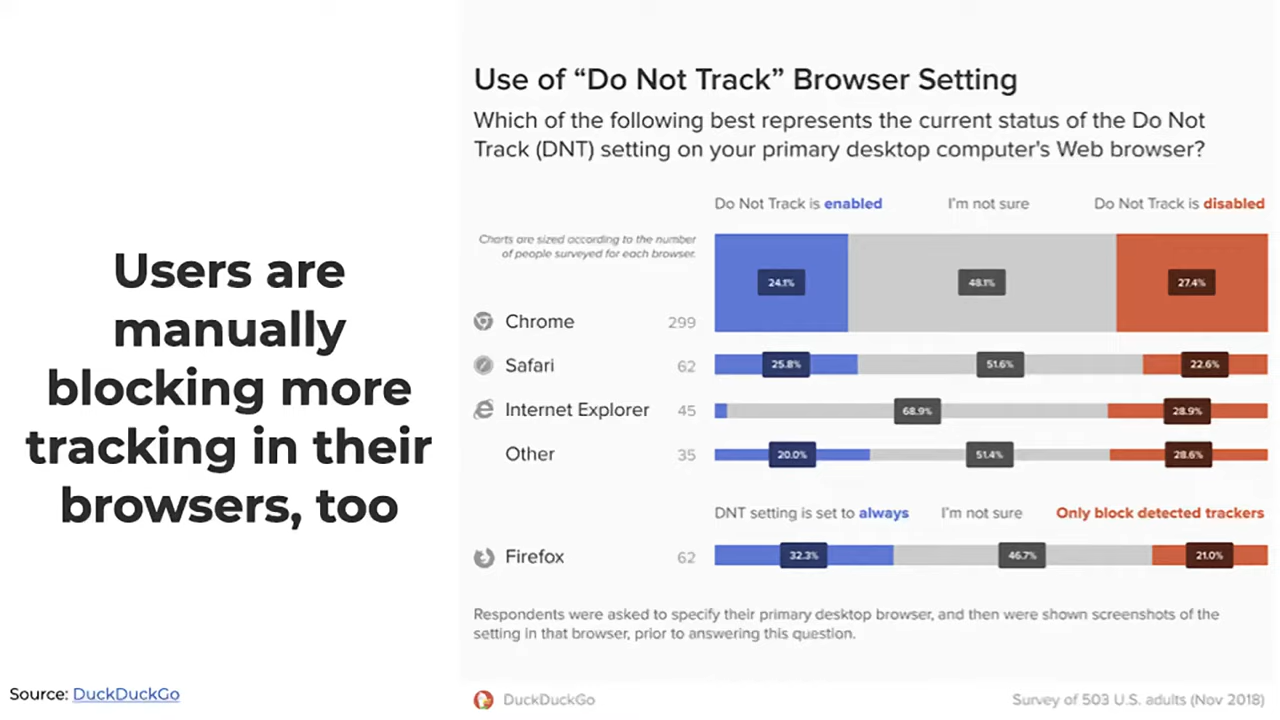 Users are
manually
blocking more
tracking in their
browsers, too
Source: DuckDuckGo
Use of “Do Not Track” Browser Setting
Which of the following best represents the current status of the Do Not
Track (DNT) setting on your primary desktop computer's Web browser?
Do Not Track is enabled I'm not sure Do Not Track is disabled
Charts are sized according to the number
of people surveyed for each browser.
24.1% 48.1% 27.4%
Chrome 299
Safari 62 25.8% 51.6% 22.6%
Internet Explorer 45 68.9% 28.9%
Other 35 20.0% 51.4% 28.6%
DNT setting is set to always I'm not sure Only block detected trackers
Firefox 62 32.3% 46.7% 21.0%
Respondents were asked to specify their primary desktop browser, and then were shown screenshots of the
setting in that browser, prior to answering this question.
DuckDuckGo Survey of 503 U.S. adults (Nov 2018)